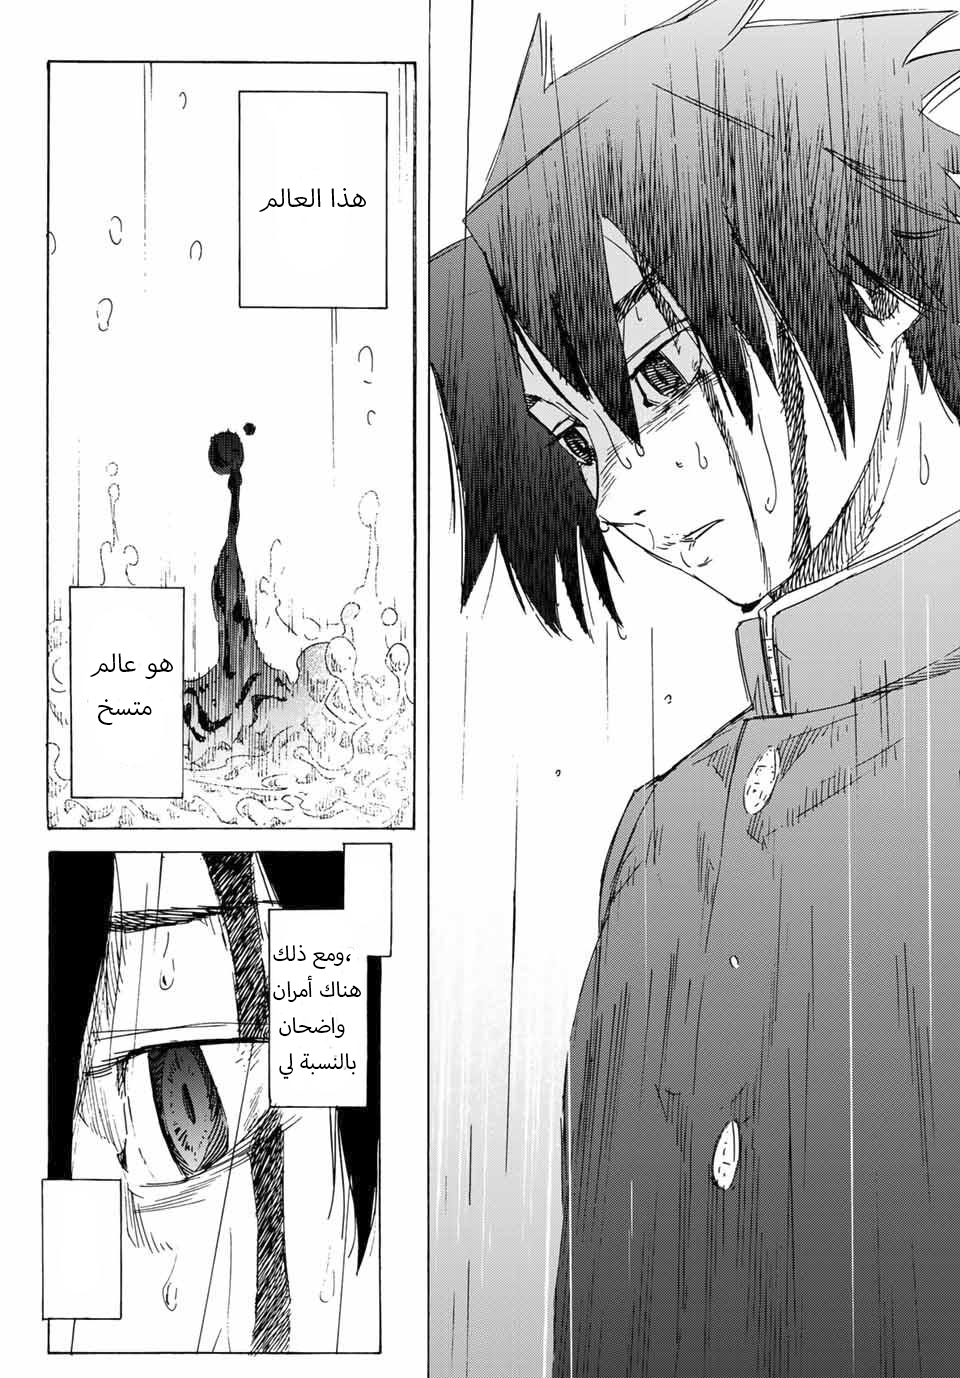 هذا العالم
هو عالم
متسخ
،ومع ذلك
هناك أمران
واضحان
بالنسبة لي